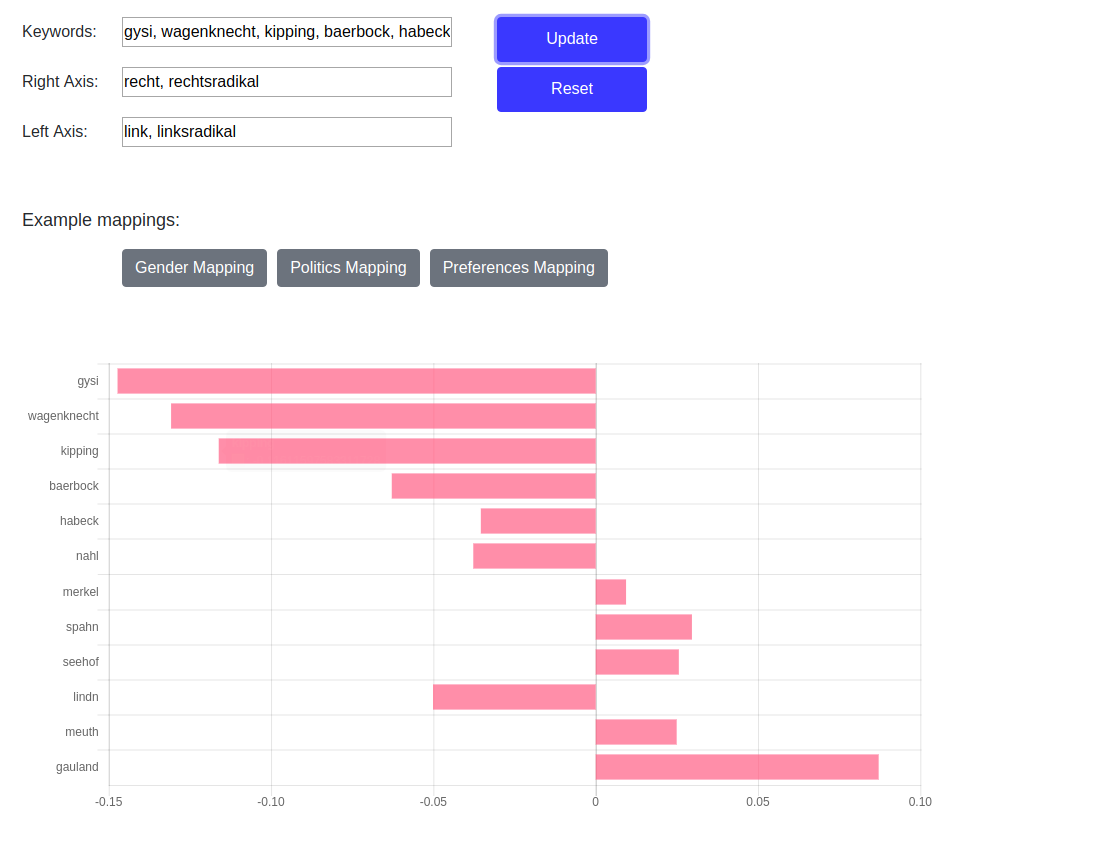 Keywords: gysi, wagenknecht, kipping, baerbock, habeck Update
Right Axis: recht, rechtsradikal Reset
Left Axis: link, linksradikal
Example mappings:
Gender Mapping Politics Mapping Preferences Mapping
gysi
wagenknecht
kipping
baerbock
habeck
nahl
merkel
spahn
seehof
lindn
meuth
gauland
-0.15 -0.10 -0.05 0 0.05 0.10